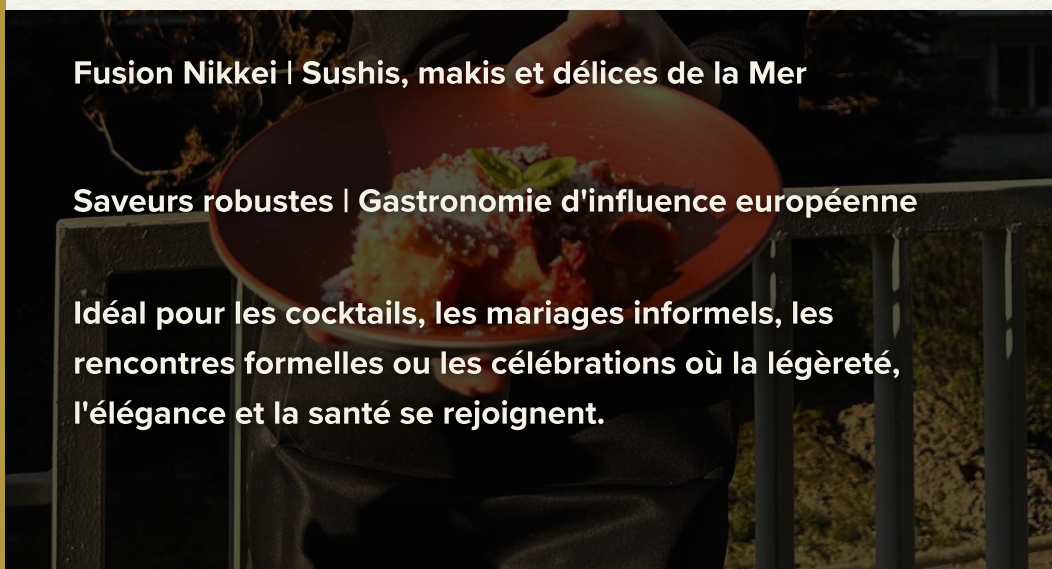 Fusion Nikkei | Sushis, makis et délices de la Mer
Saveurs robustes | Gastronomie d'influence européenne
Idéal pour les cocktails, les mariages informels, les
rencontres formelles ou les célébrations où la légèreté,
l'élégance et la santé se rejoignent.